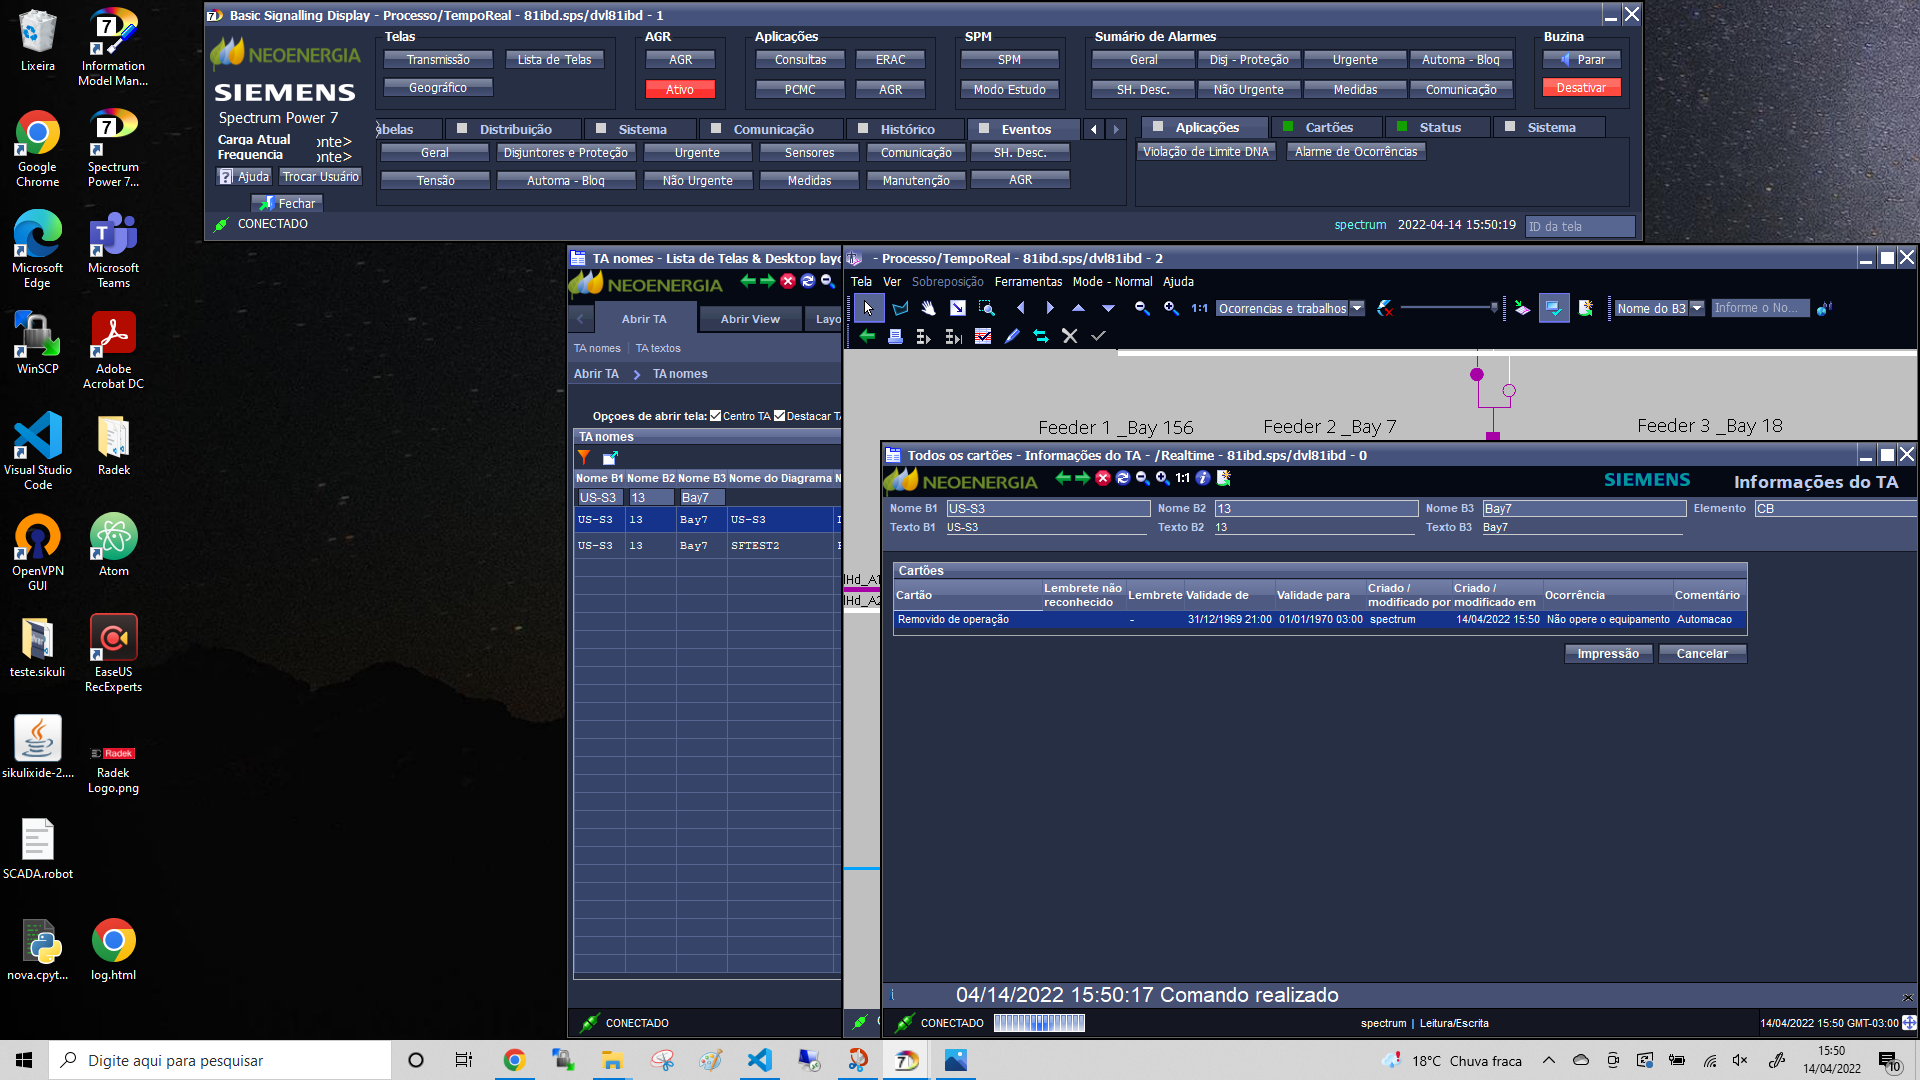 Lixeira
Information
Model Man...
Google
Chrome
Spectrum
Power 7...
Microsoft
Edge
Microsoft
Teams
WinSCP
Adobe
Acrobat DC
Visual Studio
Code
Radek
OpenVPN
GUI
Atom
teste.sikuli
EaseUS
RecExperts
sikulixide-2....
Radek
Radek
Logo.png
SCADA.robot
nova.cpyt...
log.html
Basic Signalling Display - Processo/TempoReal - 81ibd.sps/dvl81ibd - 1
NEOENERGIA
SIEMENS
Spectrum Power 7
Carga Atual
onte>
Frequencia
onte>
Ajuda
Trocar Usuário
Fechar
CONECTADO
Telas
Transmissão
Lista de Telas
Geográfico
AGR
AGR
Ativo
Aplicações
Consultas
ERAC
PCMC
AGR
SPM
SPM
Modo Estudo
Sumário de Alarmes
Geral
Disj - Proteção
Urgente
Automa - Bloq
SH. Desc.
Não Urgente
Medidas
Comunicação
Buzina
Parar
Desativar
abelas
Distribuição
Sistema
Comunicação
Histórico
Eventos
Geral
Disjuntores e Proteção
Urgente
Sensores
Comunicação
SH. Desc.
Tensão
Automa - Bloq
Não Urgente
Medidas
Manutenção
AGR
Aplicações
Cartões
Status
Sistema
Violação de Limite DNA
Alarme de Ocorrências
spectrum
2022-04-14 15:50:19
ID da tela
TA nomes - Lista de Telas & Desktop layo
NEOENERGIA
Abrir TA
Abrir View
Layo
TA nomes
TA textos
Abrir TA
TA nomes
Opçoes de abrir tela:
Centro TA
Destacar TA
TA nomes
Nome B1 Nome B2 Nome B3 Nome do Diagrama N
US-S3 13 Bay7
US-S3 13 Bay7 US-S3
US-S3 13 Bay7 SFTEST2
CONECTADO
- Processo/TempoReal - 81ibd.sps/dvl81ibd - 2
Tela Ver Sobreposição Ferramentas Mode - Normal Ajuda
1:1
Ocorrencias e trabalhos
Nome do B3
Informe o No...
Feeder 1 _Bay 156
Feeder 2 _Bay 7
Feeder 3 _Bay 18
lHd_A1
lHd_A2
Todos os cartões - Informações do TA - /Realtime - 81ibd.sps/dvl81ibd - 0
NEOENERGIA
1:1
SIEMENS
Informações do TA
Nome B1 US-S3
Nome B2 13
Nome B3 Bay7
Elemento CB
Texto B1 US-S3
Texto B2 13
Texto B3 Bay7
Cartões
Cartão
Lembrete não
reconhecido
Lembrete
Validade de
Validade para
Criado /
modificado por
Criado /
modificado em
Ocorrência
Comentário
Removido de operação - 31/12/1969 21:00 01/01/1970 03:00 spectrum 14/04/2022 15:50 Não opere o equipamento Automacao
Impressão
Cancelar
04/14/2022 15:50:17 Comando realizado
CONECTADO
spectrum | Leitura/Escrita
14/04/2022 15:50 GMT-03:00
Digite aqui para pesquisar
18°C Chuva fraca
15:50
14/04/2022
10